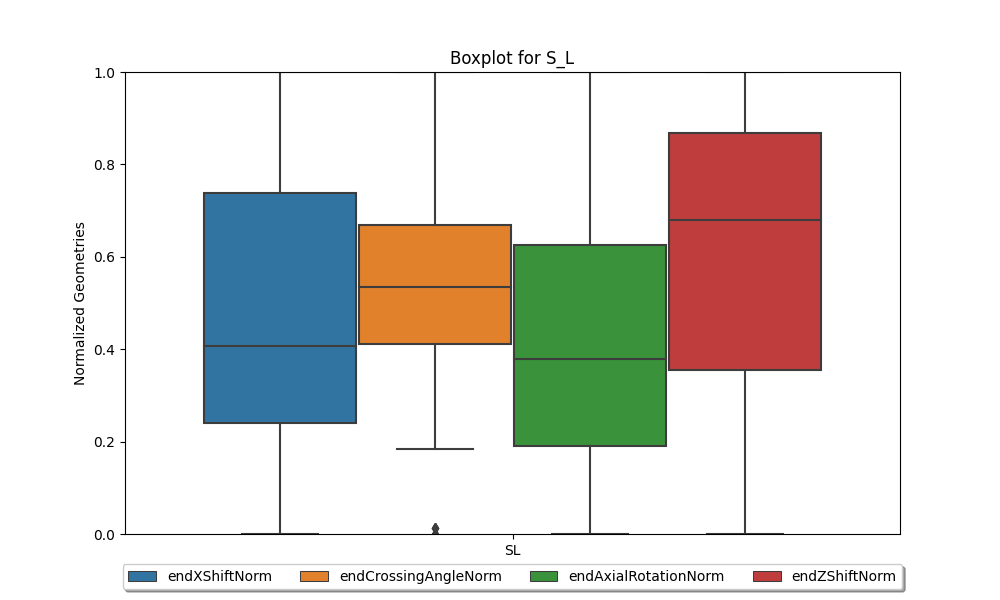 Boxplot for S_L
1.0
0.8
0.6
0.4
0.2
0.0
Normalized Geometries
SL
endXShiftNorm endCrossingAngleNorm endAxialRotationNorm endZShiftNorm